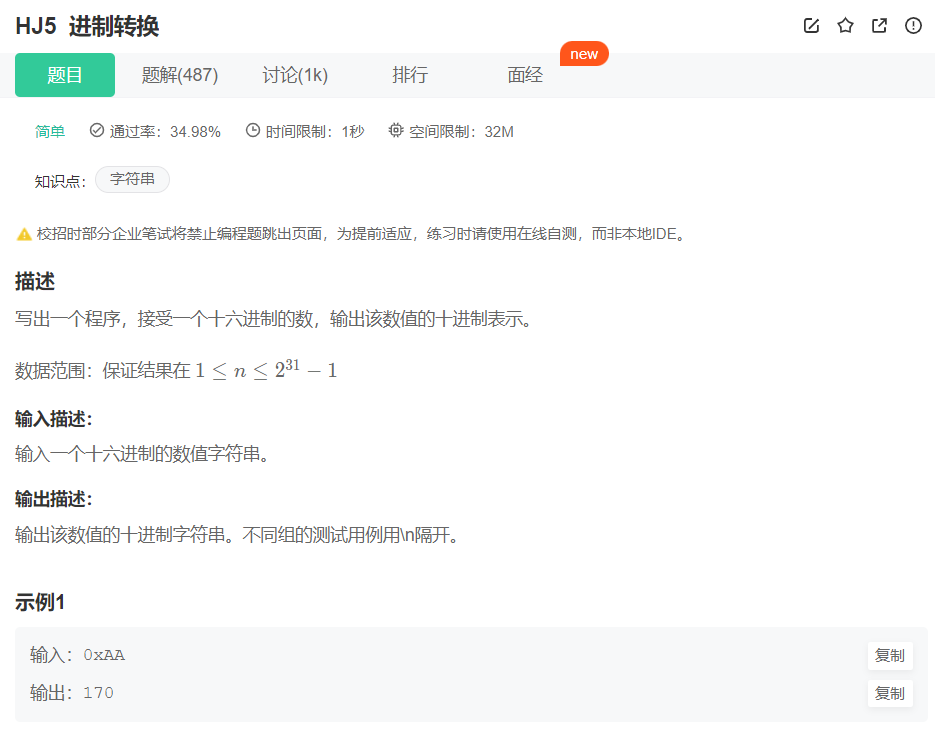 HJ5 进制转换
new
题目 题解(487) 讨论(1k) 排行 面经
简单 通过率：34.98% 时间限制：1秒 空间限制：32M
知识点： 字符串
校招时部分企业笔试将禁止编程题跳出页面，为提前适应，练习时请使用在线自测，而非本地IDE。
描述
写出一个程序，接受一个十六进制的数，输出该数值的十进制表示。
数据范围：保证结果在 1 ≤ n ≤ 2³¹ − 1
输入描述：
输入一个十六进制的数值字符串。
输出描述：
输出该数值的十进制字符串。不同组的测试用例用\n隔开。
示例1
输入：0xAA 复制
输出：170 复制